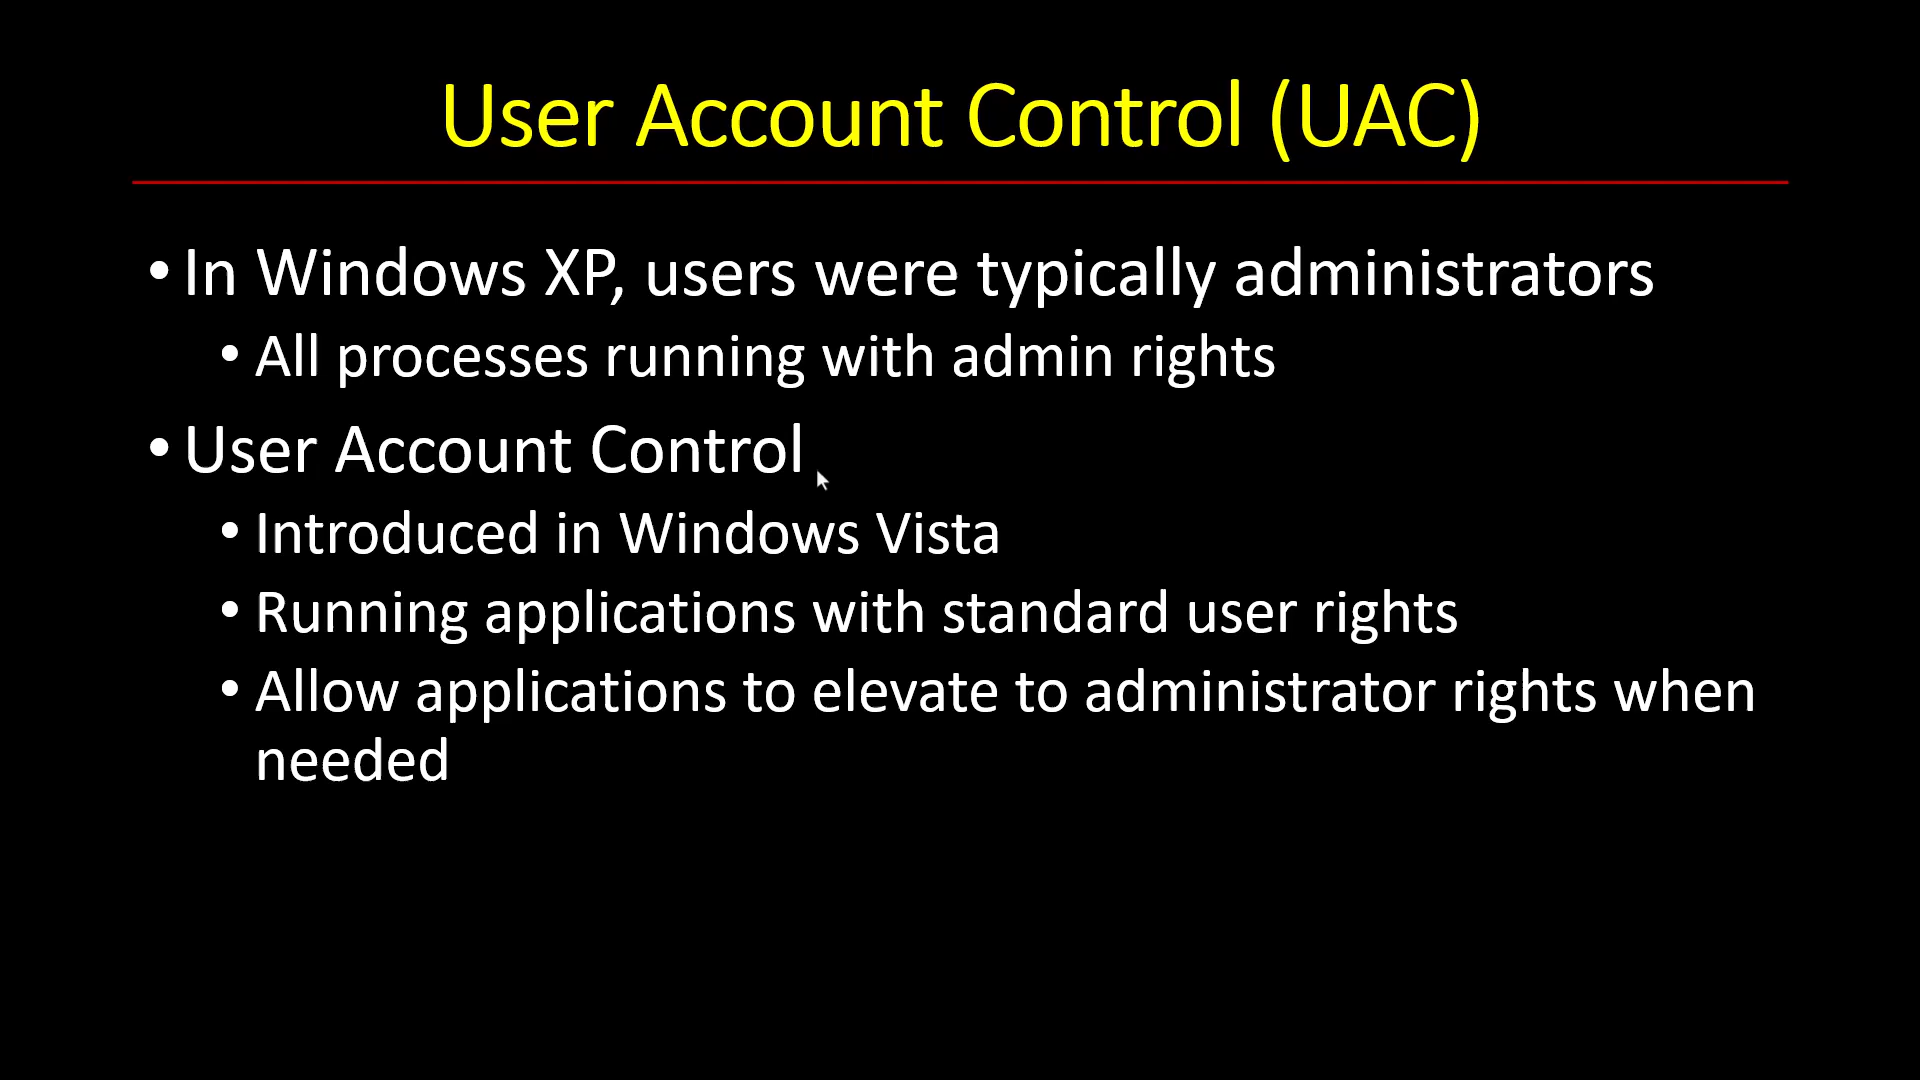 User Account Control (UAC)
• In Windows XP, users were typically administrators
• All processes running with admin rights
• User Account Control
• Introduced in Windows Vista
• Running applications with standard user rights
• Allow applications to elevate to administrator rights when
needed